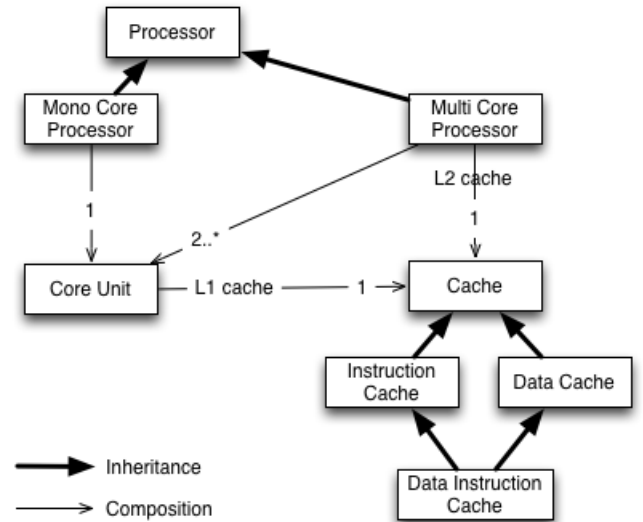 Processor
Mono Core
Processor
Multi Core
Processor
L2 cache
1
1
2..*
Core Unit
L1 cache
1
Cache
Instruction
Cache
Data Cache
Inheritance
Data Instruction
Cache
Composition